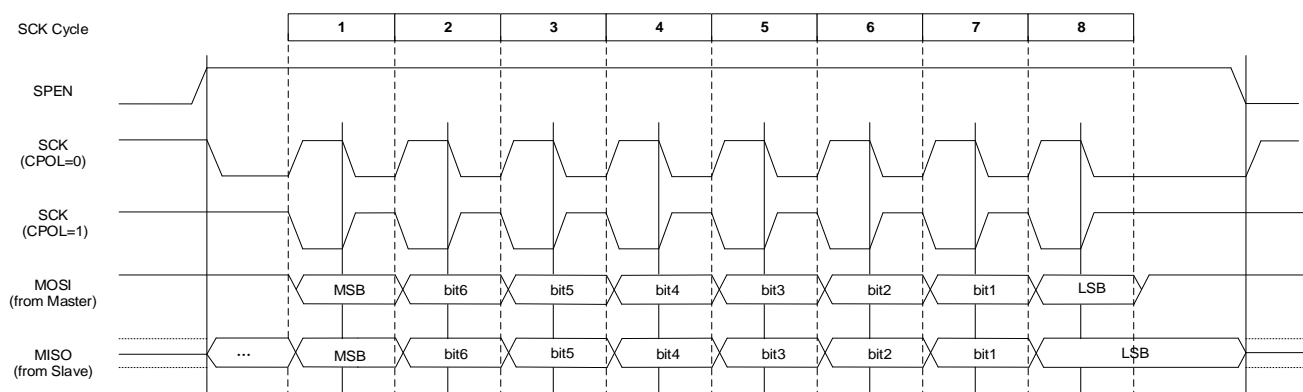 SCK Cycle 1 2 3 4 5 6 7 8
SPEN
SCK
(CPOL=0)
SCK
(CPOL=1)
MOSI
(from Master)
MSB bit6 bit5 bit4 bit3 bit2 bit1 LSB
MISO
(from Slave)
... MSB bit6 bit5 bit4 bit3 bit2 bit1 LSB